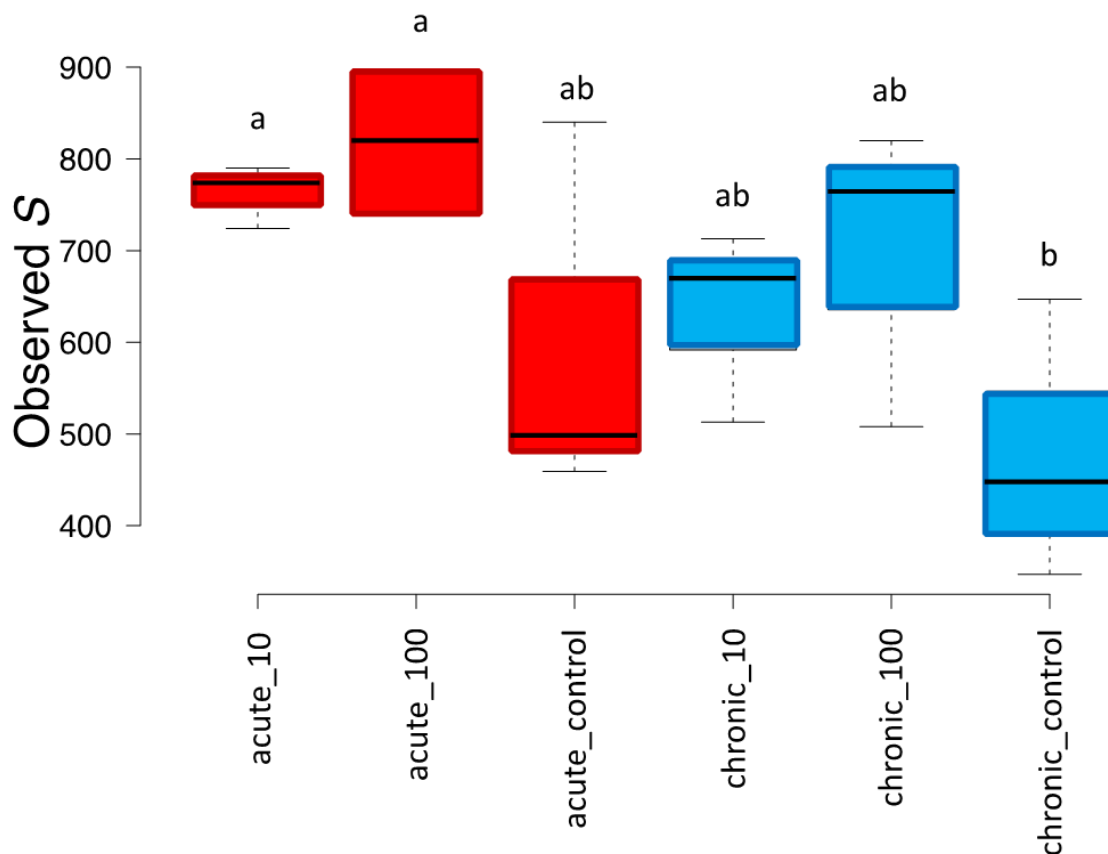 Observed S
900
800
700
600
500
400
a
a
ab
ab
ab
b
acute_10
acute_100
acute_control
chronic_10
chronic_100
chronic_control